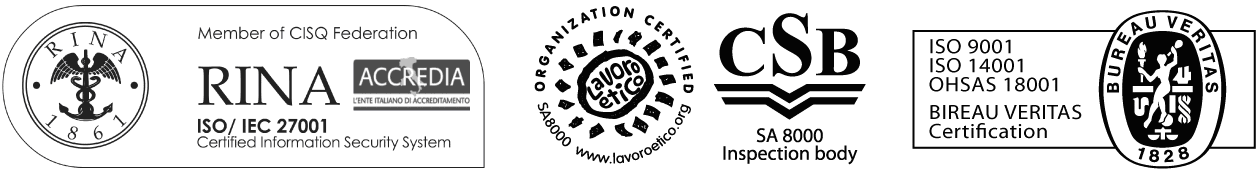 RINA
1861
Member of CISQ Federation
RINA
ACCREDIA
L'ENTE ITALIANO DI ACCREDITAMENTO
ISO/ IEC 27001
Certified Information Security System
ORGANIZATION CERTIFIED
LavorO
etiCo
SA8000
www.lavoroetico.org
CSB
SA 8000
Inspection body
ISO 9001
ISO 14001
OHSAS 18001
BIREAU VERITAS
Certification
BUREAU VERITAS
1828